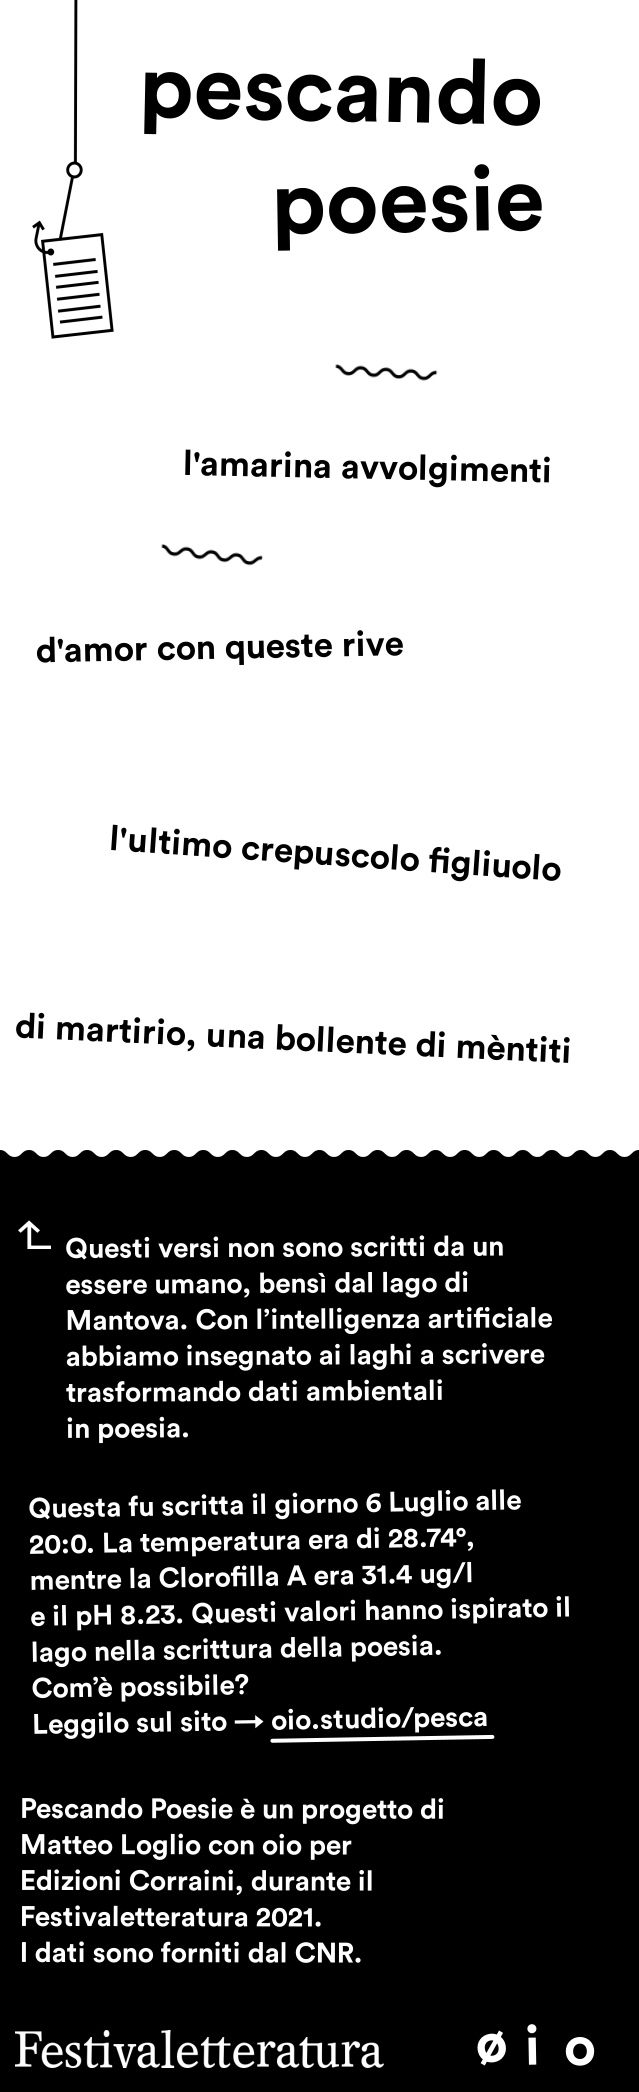 pescando
poesie
l'amarina avvolgimenti
d'amor con queste rive
l'ultimo crepuscolo figliuolo
di martirio, una bollente di mèntiti
Questi versi non sono scritti da un
essere umano, bensì dal lago di
Mantova. Con l’intelligenza artificiale
abbiamo insegnato ai laghi a scrivere
trasformando dati ambientali
in poesia.
Questa fu scritta il giorno 6 Luglio alle
20:0. La temperatura era di 28.74°,
mentre la Clorofilla A era 31.4 ug/l
e il pH 8.23. Questi valori hanno ispirato il
lago nella scrittura della poesia.
Com’è possibile?
Leggilo sul sito → oio.studio/pesca
Pescando Poesie è un progetto di
Matteo Loglio con oio per
Edizioni Corraini, durante il
Festivaletteratura 2021.
I dati sono forniti dal CNR.
Festivaletteratura
ø i o